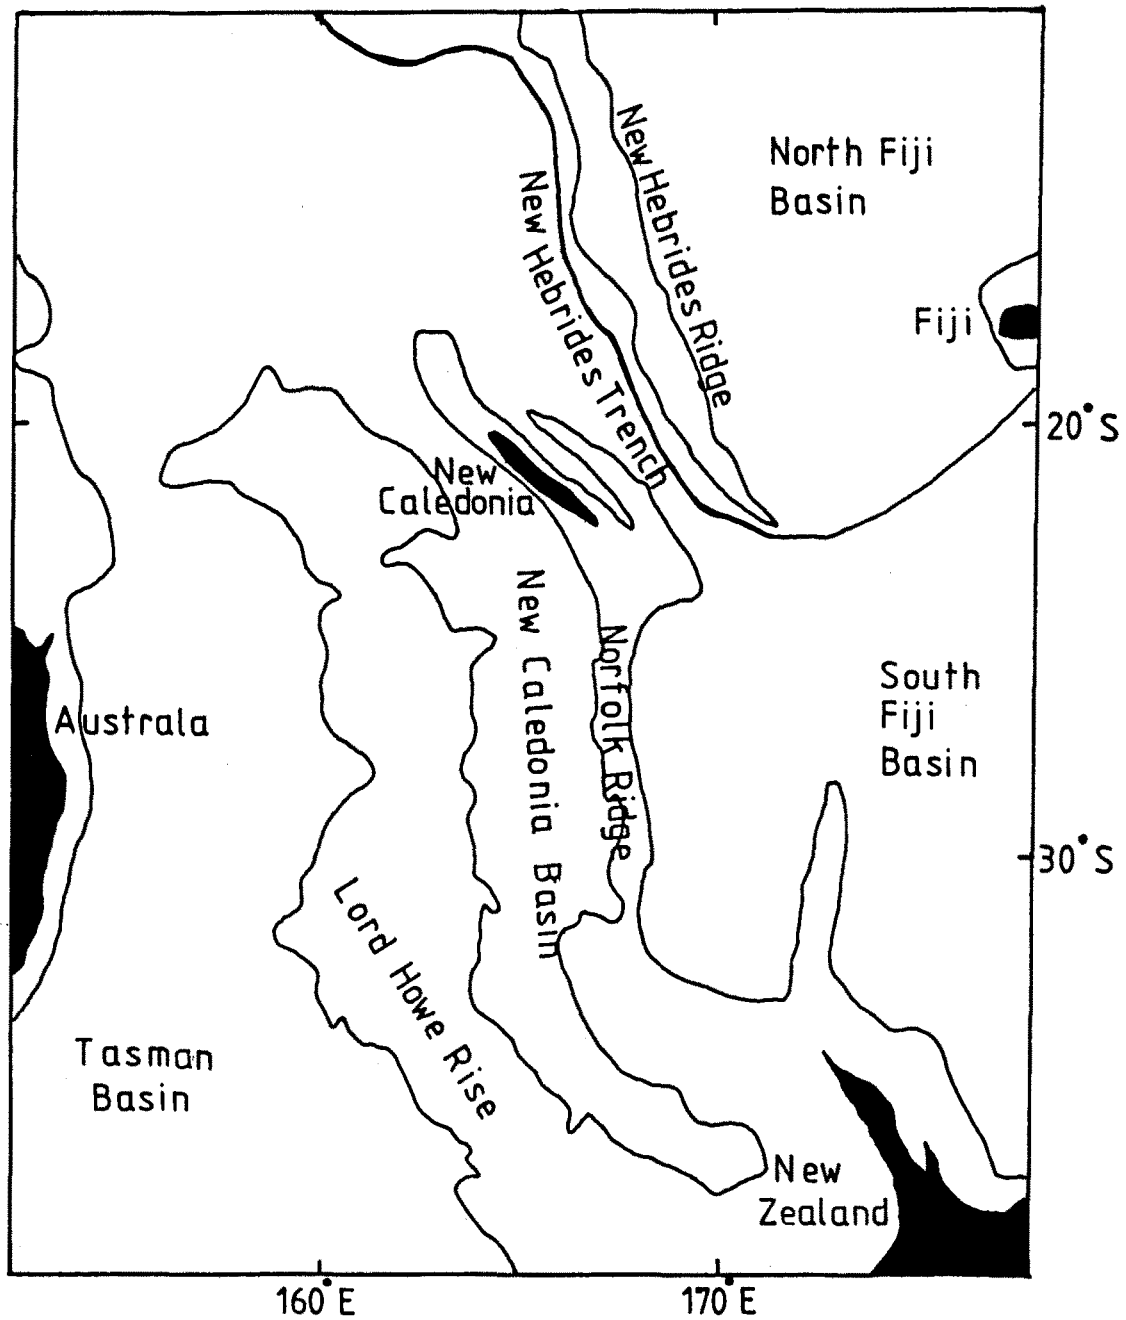 North Fiji
Basin
New Hebrides Ridge
New Hebrides Trench
Fiji
20°S
New
Caledonia
New Caledonia Basin
Norfolk Ridge
South
Fiji
Basin
Australa
30°S
Lord Howe Rise
Tasman
Basin
New
Zealand
160°E
170°E